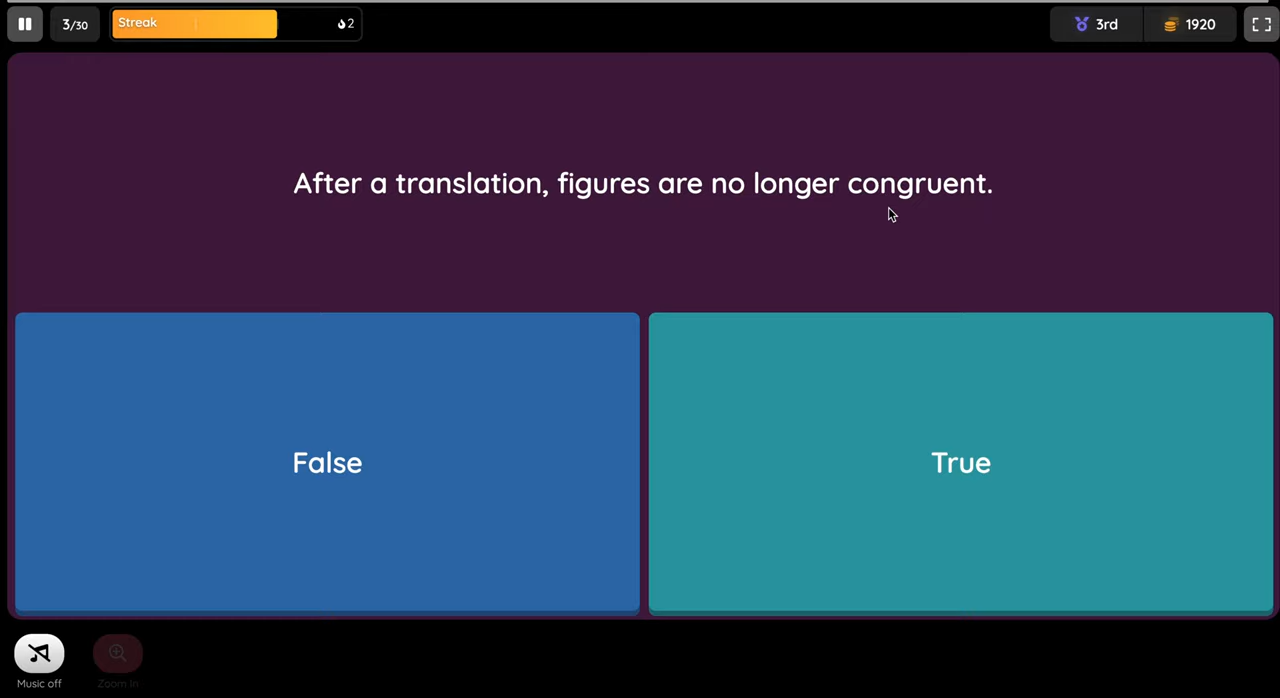 3/30
Streak
2
3rd
1920
After a translation, figures are no longer congruent.
False
True
Music off
Zoom in